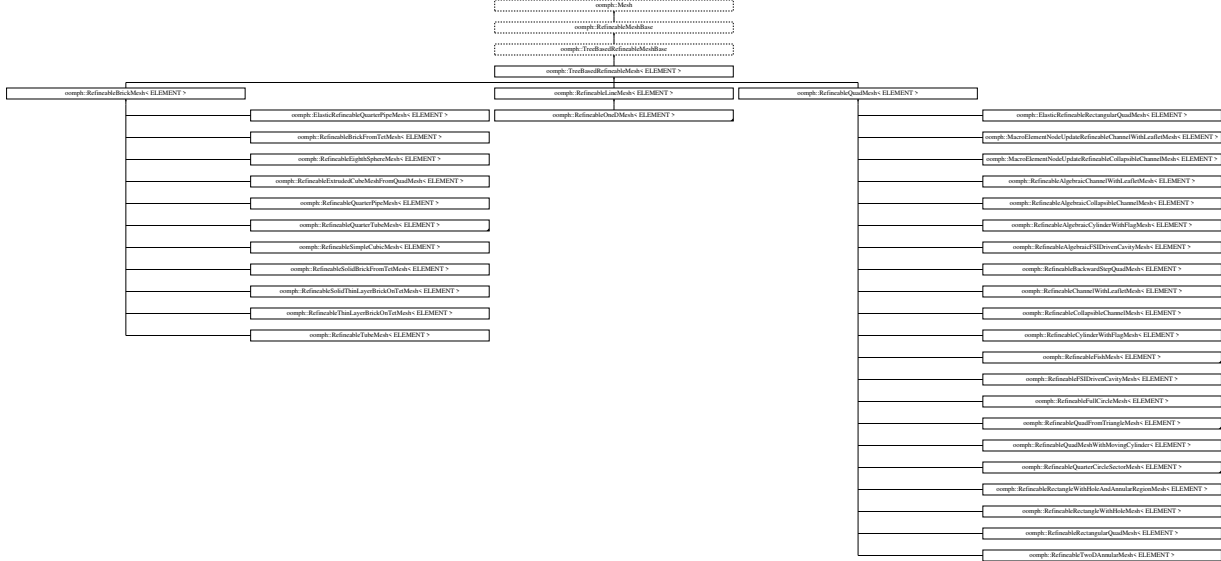 oomph::Mesh
oomph::RefineableMeshBase
oomph::TreeBasedRefineableMeshBase
oomph::TreeBasedRefineableMesh< ELEMENT >
oomph::RefineableBrickMesh< ELEMENT >
oomph::RefineableLineMesh< ELEMENT >
oomph::RefineableQuadMesh< ELEMENT >
oomph::ElasticRefineableQuarterPipeMesh< ELEMENT >
oomph::RefineableBrickFromTetMesh< ELEMENT >
oomph::RefineableEighthSphereMesh< ELEMENT >
oomph::RefineableExtrudedCubeMeshFromQuadMesh< ELEMENT >
oomph::RefineableQuarterPipeMesh< ELEMENT >
oomph::RefineableQuarterTubeMesh< ELEMENT >
oomph::RefineableSimpleCubicMesh< ELEMENT >
oomph::RefineableSolidBrickFromTetMesh< ELEMENT >
oomph::RefineableSolidThinLayerBrickOnTetMesh< ELEMENT >
oomph::RefineableThinLayerBrickOnTetMesh< ELEMENT >
oomph::RefineableTubeMesh< ELEMENT >
oomph::RefineableOneDMesh< ELEMENT >
oomph::ElasticRefineableRectangularQuadMesh< ELEMENT >
oomph::MacroElementNodeUpdateRefineableChannelWithLeafletMesh< ELEMENT >
oomph::MacroElementNodeUpdateRefineableCollapsibleChannelMesh< ELEMENT >
oomph::RefineableAlgebraicChannelWithLeafletMesh< ELEMENT >
oomph::RefineableAlgebraicCollapsibleChannelMesh< ELEMENT >
oomph::RefineableAlgebraicCylinderWithFlagMesh< ELEMENT >
oomph::RefineableAlgebraicFSIDrivenCavityMesh< ELEMENT >
oomph::RefineableBackwardStepQuadMesh< ELEMENT >
oomph::RefineableChannelWithLeafletMesh< ELEMENT >
oomph::RefineableCollapsibleChannelMesh< ELEMENT >
oomph::RefineableCylinderWithFlagMesh< ELEMENT >
oomph::RefineableFishMesh< ELEMENT >
oomph::RefineableFSIDrivenCavityMesh< ELEMENT >
oomph::RefineableFullCircleMesh< ELEMENT >
oomph::RefineableQuadFromTriangleMesh< ELEMENT >
oomph::RefineableQuadMeshWithMovingCylinder< ELEMENT >
oomph::RefineableQuarterCircleSectorMesh< ELEMENT >
oomph::RefineableRectangleWithHoleAndAnnularRegionMesh< ELEMENT >
oomph::RefineableRectangleWithHoleMesh< ELEMENT >
oomph::RefineableRectangularQuadMesh< ELEMENT >
oomph::RefineableTwoDAnnularMesh< ELEMENT >